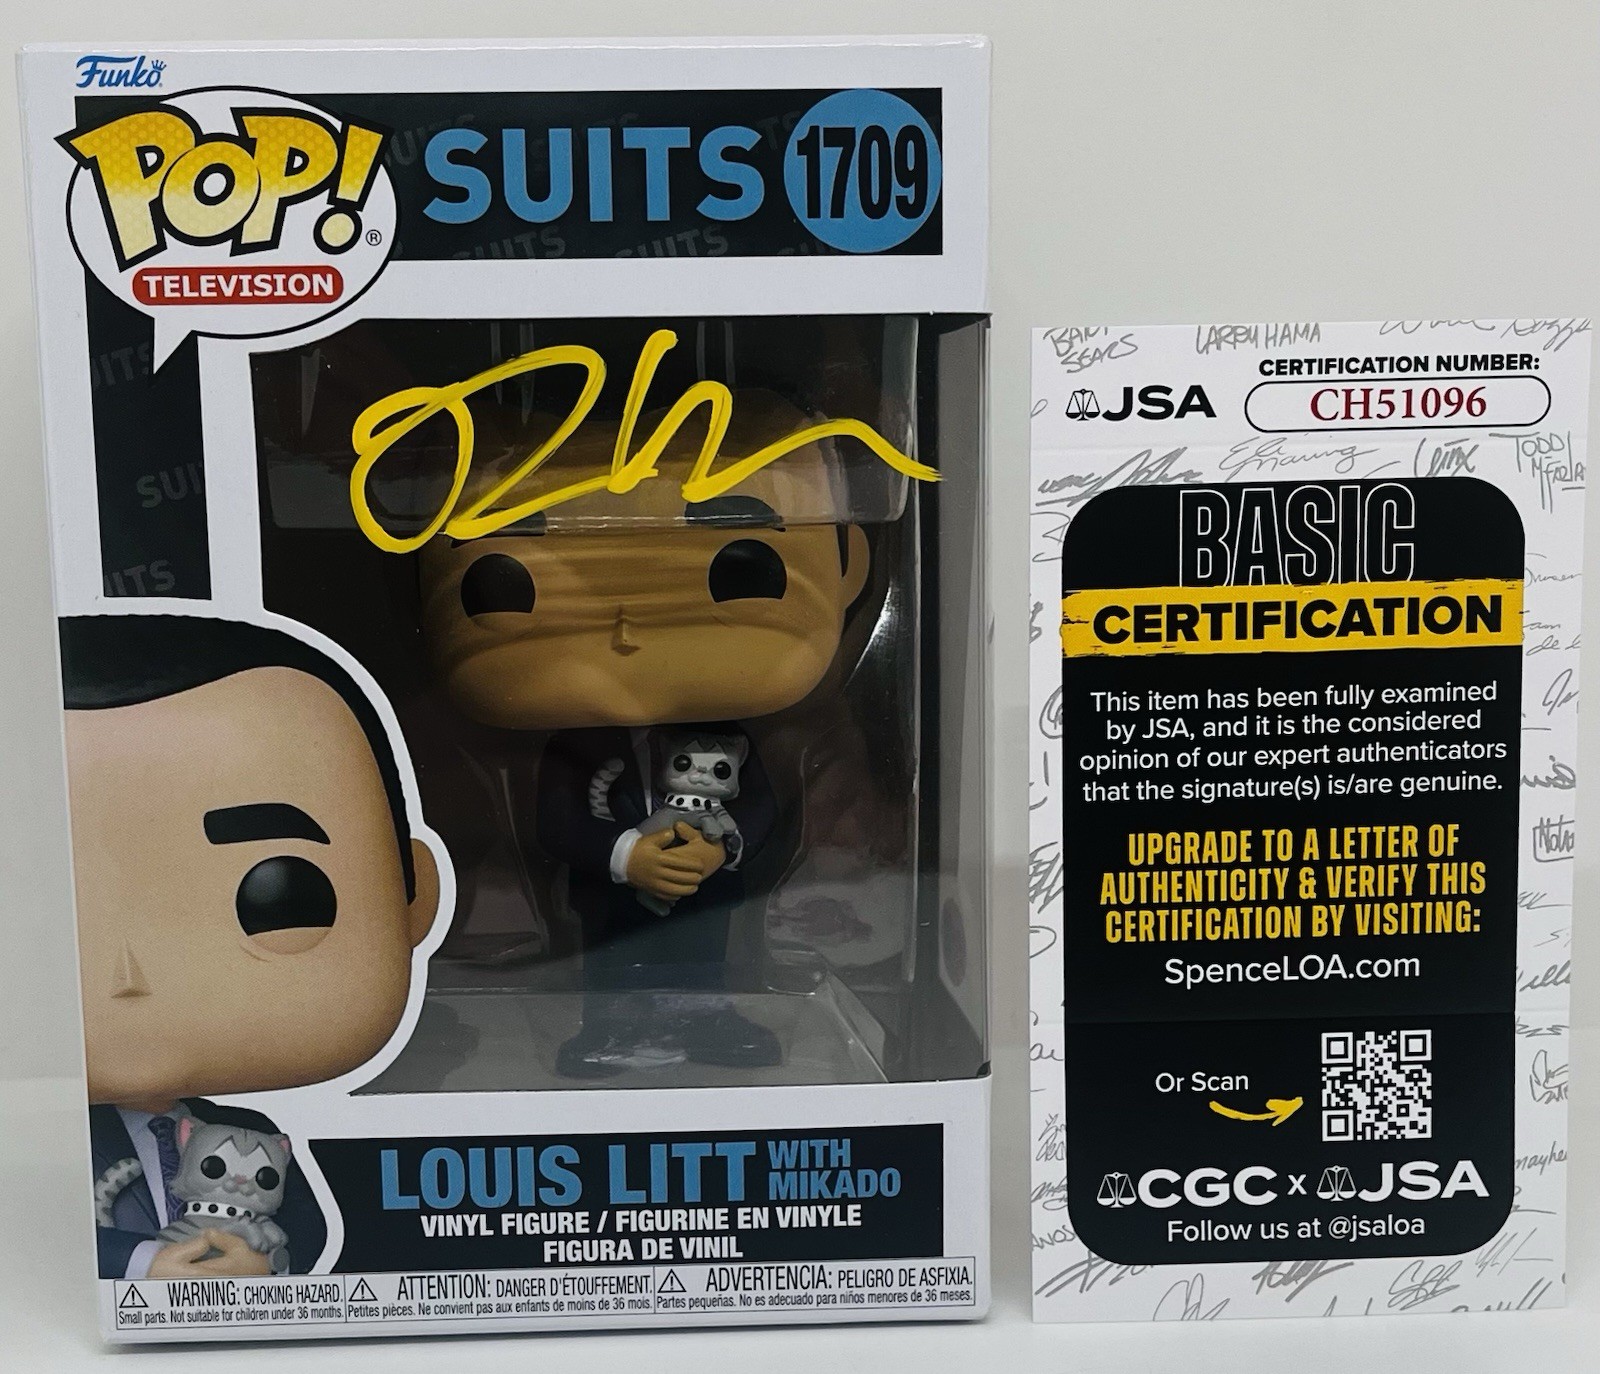 Funko
POP!®
TELEVISION
SUITS
1709
LOUIS LITT WITH MIKADO
VINYL FIGURE / FIGURINE EN VINYLE
FIGURA DE VINIL
WARNING: CHOKING HAZARD.
Small parts. Not suitable for children under 36 months.
ATTENTION: DANGER D'ÉTOUFFEMENT.
Petites pièces. Ne convient pas aux enfants de moins de 36 mois.
ADVERTENCIA: PELIGRO DE ASFIXIA.
Partes pequeñas. No es adecuado para niños menores de 36 meses.
SEARS
LARRY HAMA
JSA
CERTIFICATION NUMBER:
CH51096
TODD
BASIC
CERTIFICATION
This item has been fully examined
by JSA, and it is the considered
opinion of our expert authenticators
that the signature(s) is/are genuine.
UPGRADE TO A LETTER OF
AUTHENTICITY & VERIFY THIS
CERTIFICATION BY VISITING:
SpenceLOA.com
Or Scan
CGC x JSA
Follow us at @jsaloa